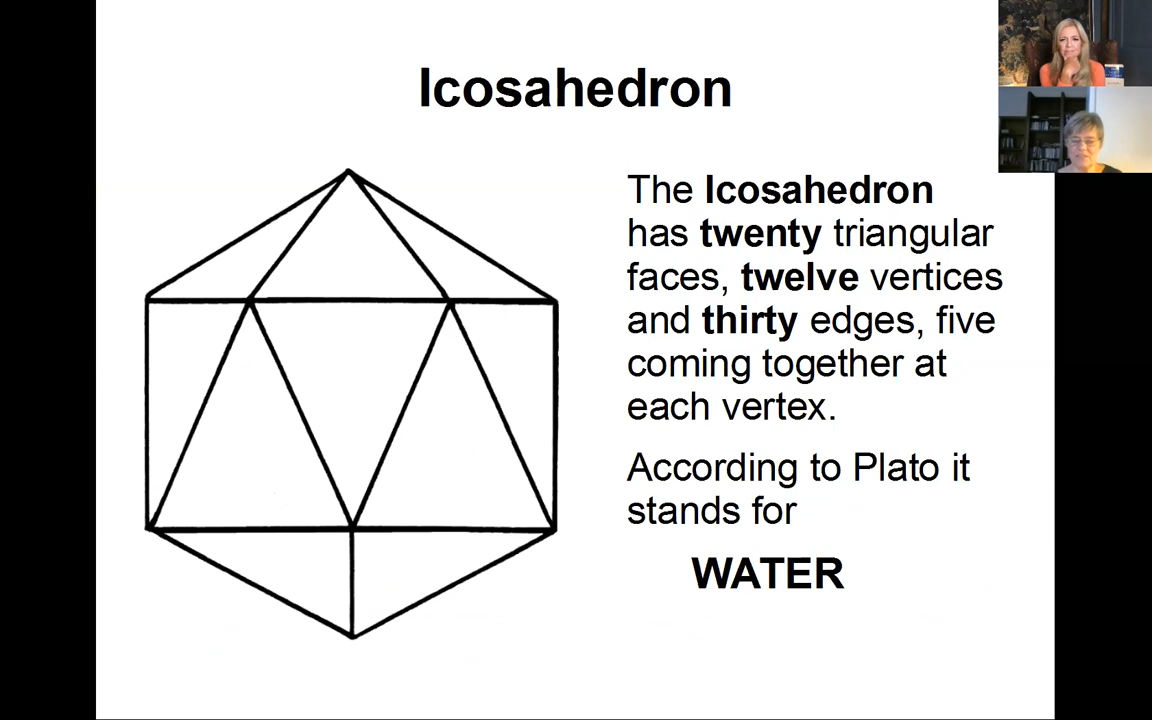 Icosahedron
The Icosahedron
has twenty triangular
faces, twelve vertices
and thirty edges, five
coming together at
each vertex.
According to Plato it
stands for
WATER